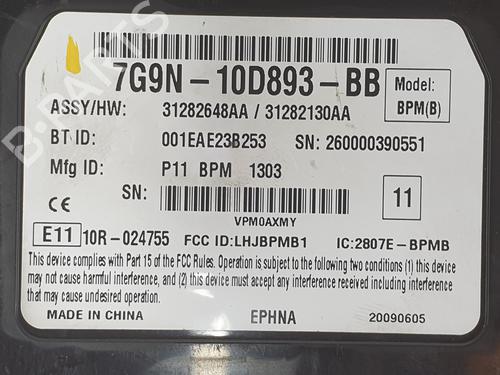 7G9N-10D893-BB
Model:
BPM(B)
ASSY/HW: 31282648AA / 31282130AA
BT ID: 001EAE23B253 SN: 260000390551
Mfg ID: P11 BPM 1303
SN:
VPM0AXMY
11
CE
E11 10R-024755 FCC ID:LHJBPMB1 IC:2807E-BPMB
This device complies with Part 15 of the FCC Rules. Operation is subject to the following two conditions (1) this device
may not cause harmful interference, and (2) this device must accept any interference received including interference
that may cause undesired operation.
MADE IN CHINA EPHNA 20090605
B-PARTS